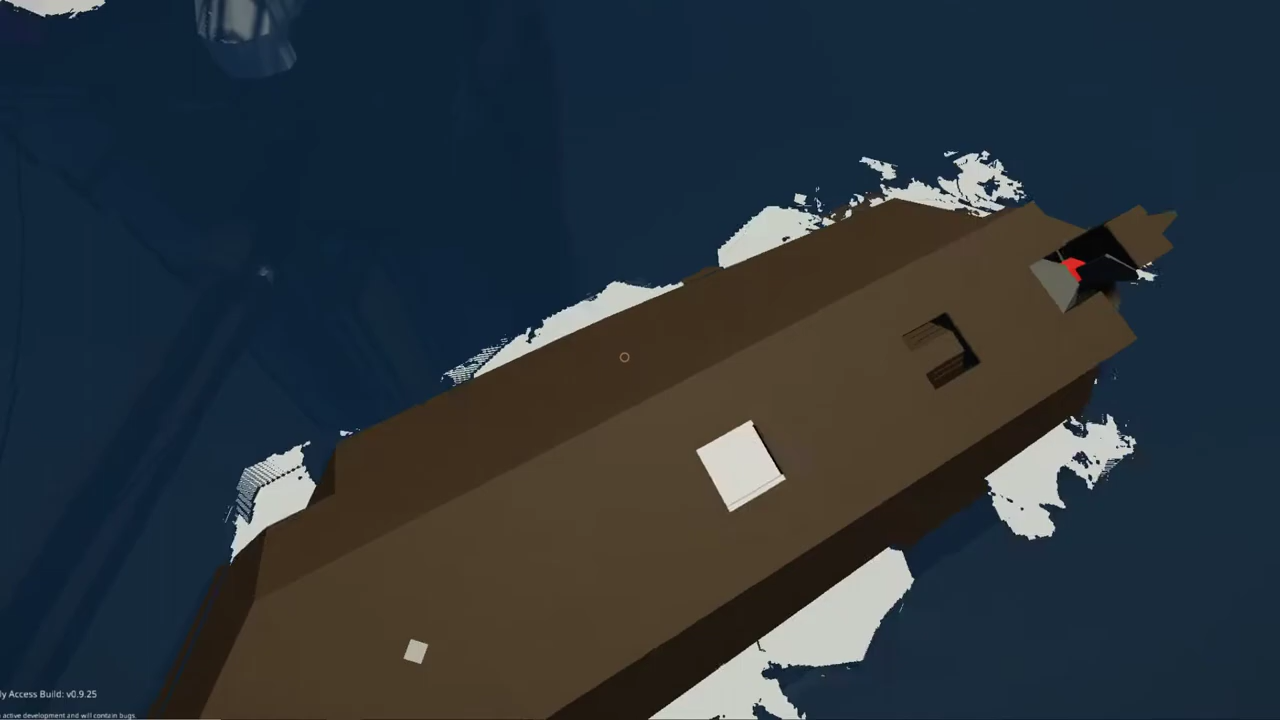 ly Access Build: v0.9.25
active development and will contain bugs.